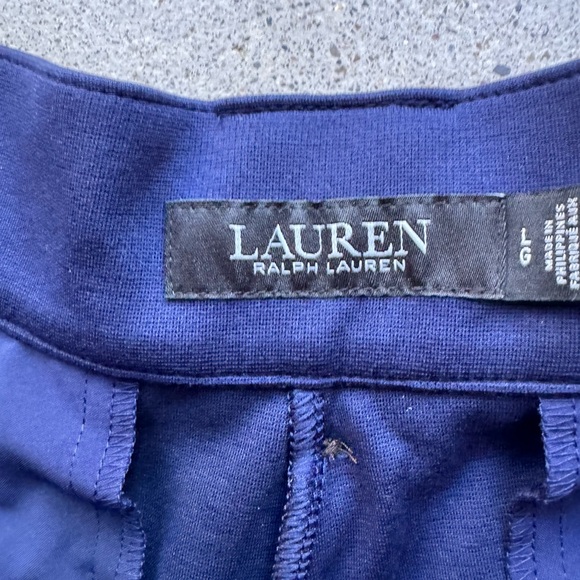 LAUREN
RALPH LAUREN
L
G
MADE IN
PHILIPPINES
FABRIQUÉ AUX